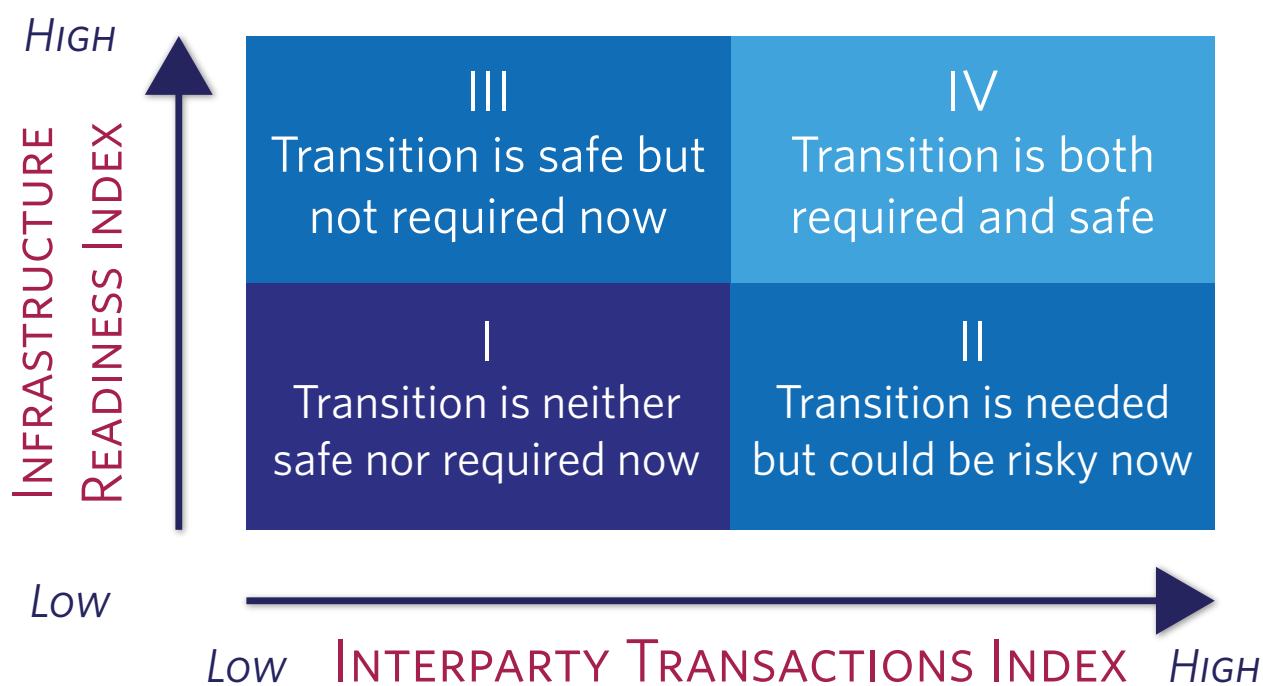 HIGH
INFRASTRUCTURE
READINESS INDEX
III
Transition is safe but
not required now
IV
Transition is both
required and safe
I
Transition is neither
safe nor required now
II
Transition is needed
but could be risky now
LOW
LOW INTERPARTY TRANSACTIONS INDEX HIGH